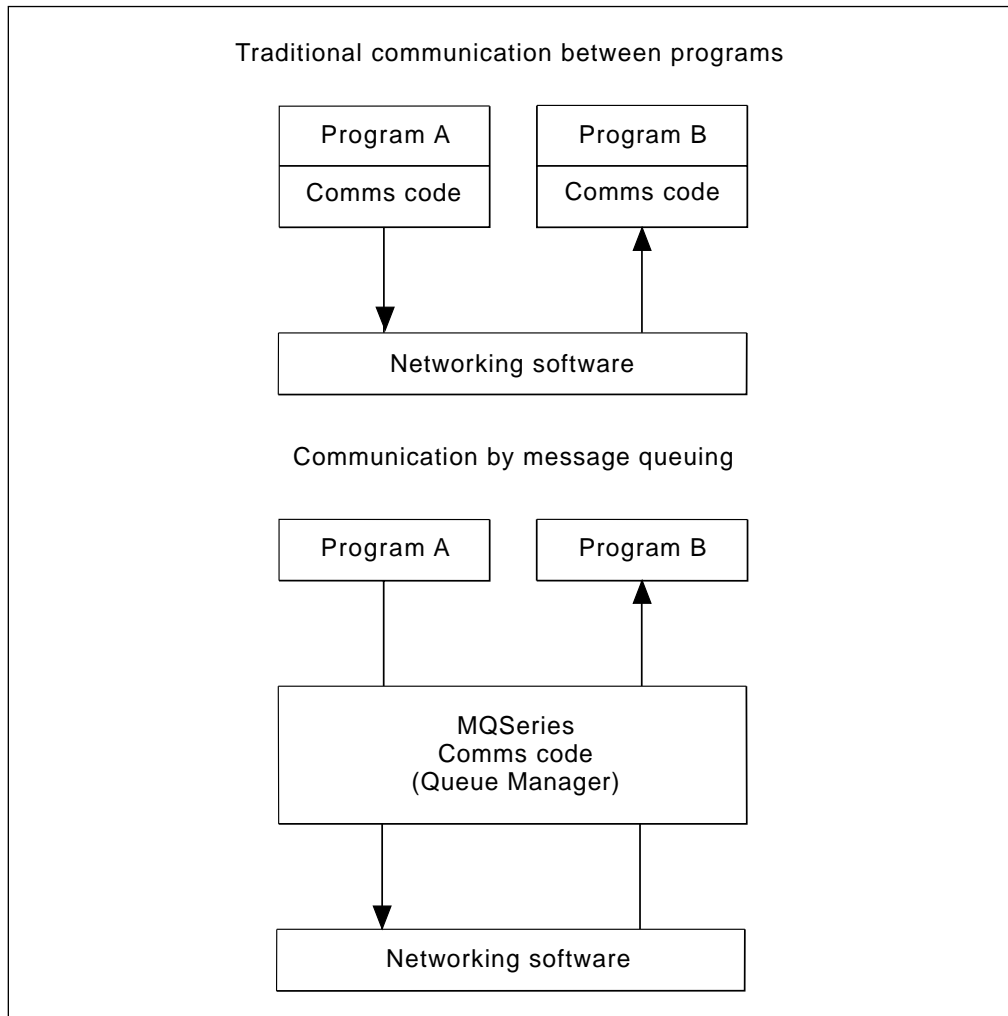 Traditional communication between programs
Program A
Program B
Comms code
Comms code
Networking software
Communication by message queuing
Program A
Program B
MQSeries
Comms code
(Queue Manager)
Networking software